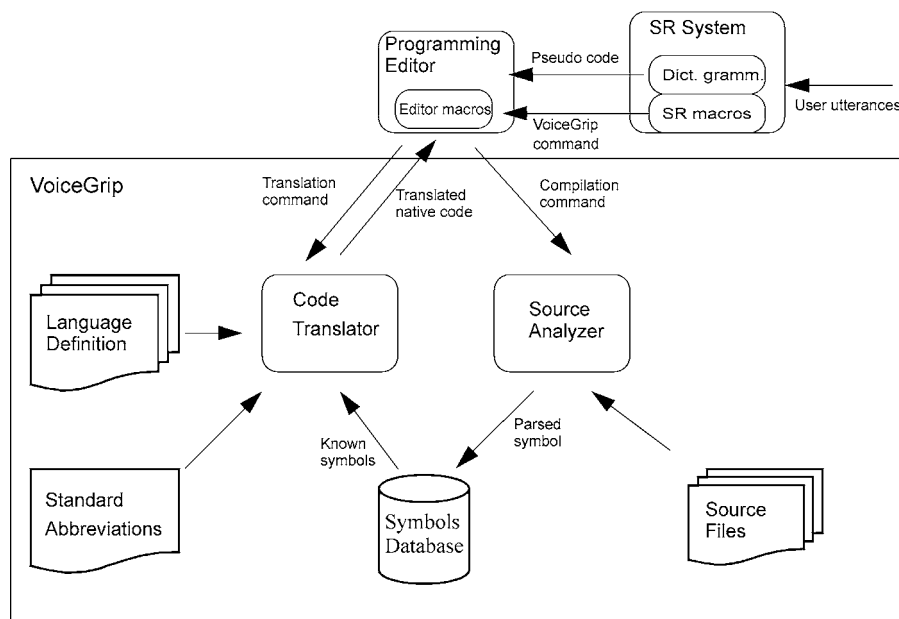 SR System
Programming
Editor
Pseudo code
Dict. gramm.
Editor macros
SR macros
User utterances
VoiceGrip
command
VoiceGrip
Translation
command
Translated
native code
Compilation
command
Language
Definition
Code
Translator
Source
Analyzer
Known
symbols
Parsed
symbol
Standard
Abbreviations
Symbols
Database
Source
Files